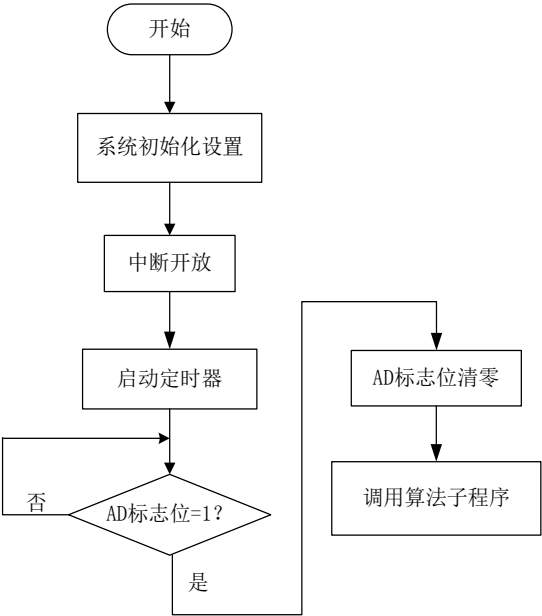 开始
系统初始化设置
中断开放
启动定时器
AD标志位=1?
否
是
AD标志位清零
调用算法子程序